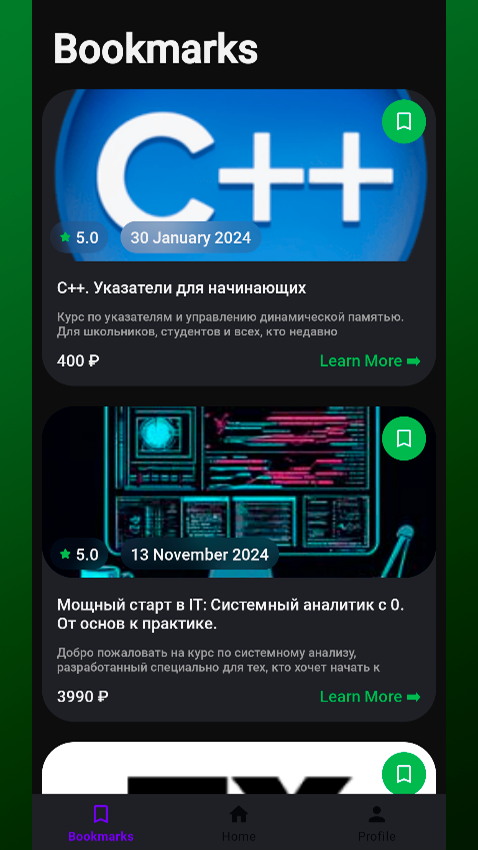 Bookmarks
C++
5.0
30 January 2024
C++. Указатели для начинающих
Курс по указателям и управлению динамической памятью.
Для школьников, студентов и всех, кто недавно
400 ₽
Learn More ➡
5.0
13 November 2024
Мощный старт в IT: Системный аналитик с 0.
От основ к практике.
Добро пожаловать на курс по системному анализу,
разработанный специально для тех, кто хочет начать к
3990 ₽
Learn More ➡
Bookmarks
Home
Profile